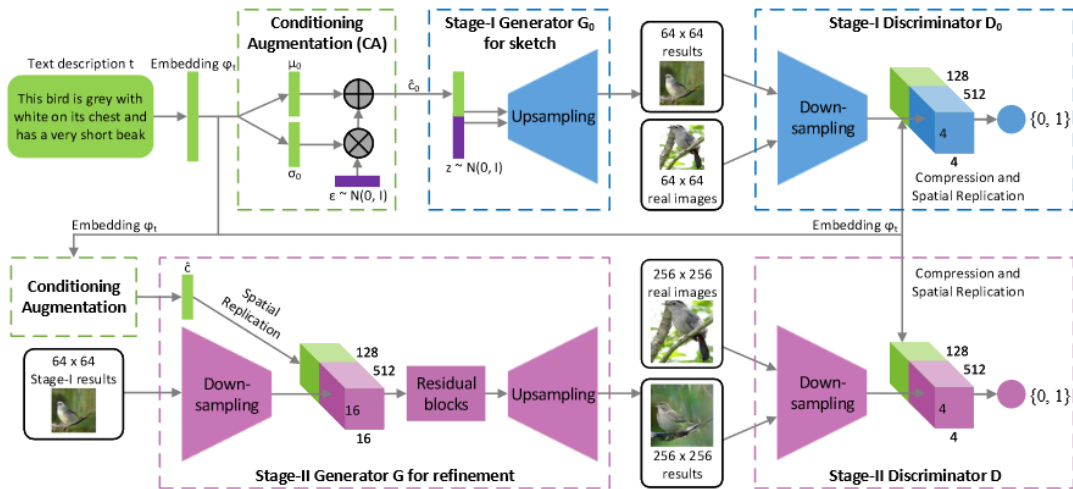 Conditioning
Augmentation (CA)
Stage-I Generator G₀
for sketch
Stage-I Discriminator D₀
Text description t
Embedding φₜ
This bird is grey with
white on its chest and
has a very short beak
μ₀
σ₀
ε ~ N(0, I)
ĉ₀
z ~ N(0, I)
Upsampling
64 x 64
results
64 x 64
real images
Down-
sampling
128
512
4
4
{0, 1}
Compression and
Spatial Replication
Embedding φₜ
Embedding φₜ
Conditioning
Augmentation
ĉ
Spatial
Replication
64 x 64
Stage-I results
Down-
sampling
128
512
16
16
Residual
blocks
Upsampling
Stage-II Generator G for refinement
256 x 256
real images
256 x 256
results
Compression and
Spatial Replication
Down-
sampling
128
512
4
4
{0, 1}
Stage-II Discriminator D